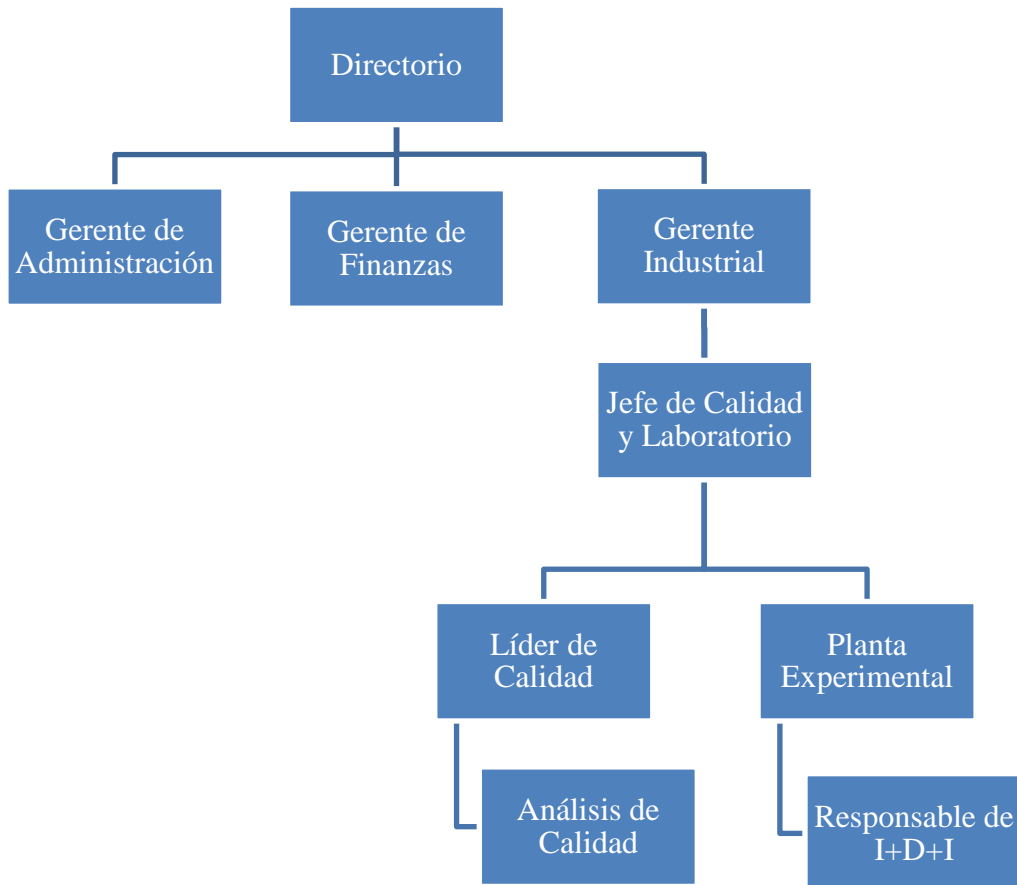 Directorio
Gerente de
Administración
Gerente de
Finanzas
Gerente
Industrial
Jefe de Calidad
y Laboratorio
Líder de
Calidad
Planta
Experimental
Análisis de
Calidad
Responsable de
I+D+I